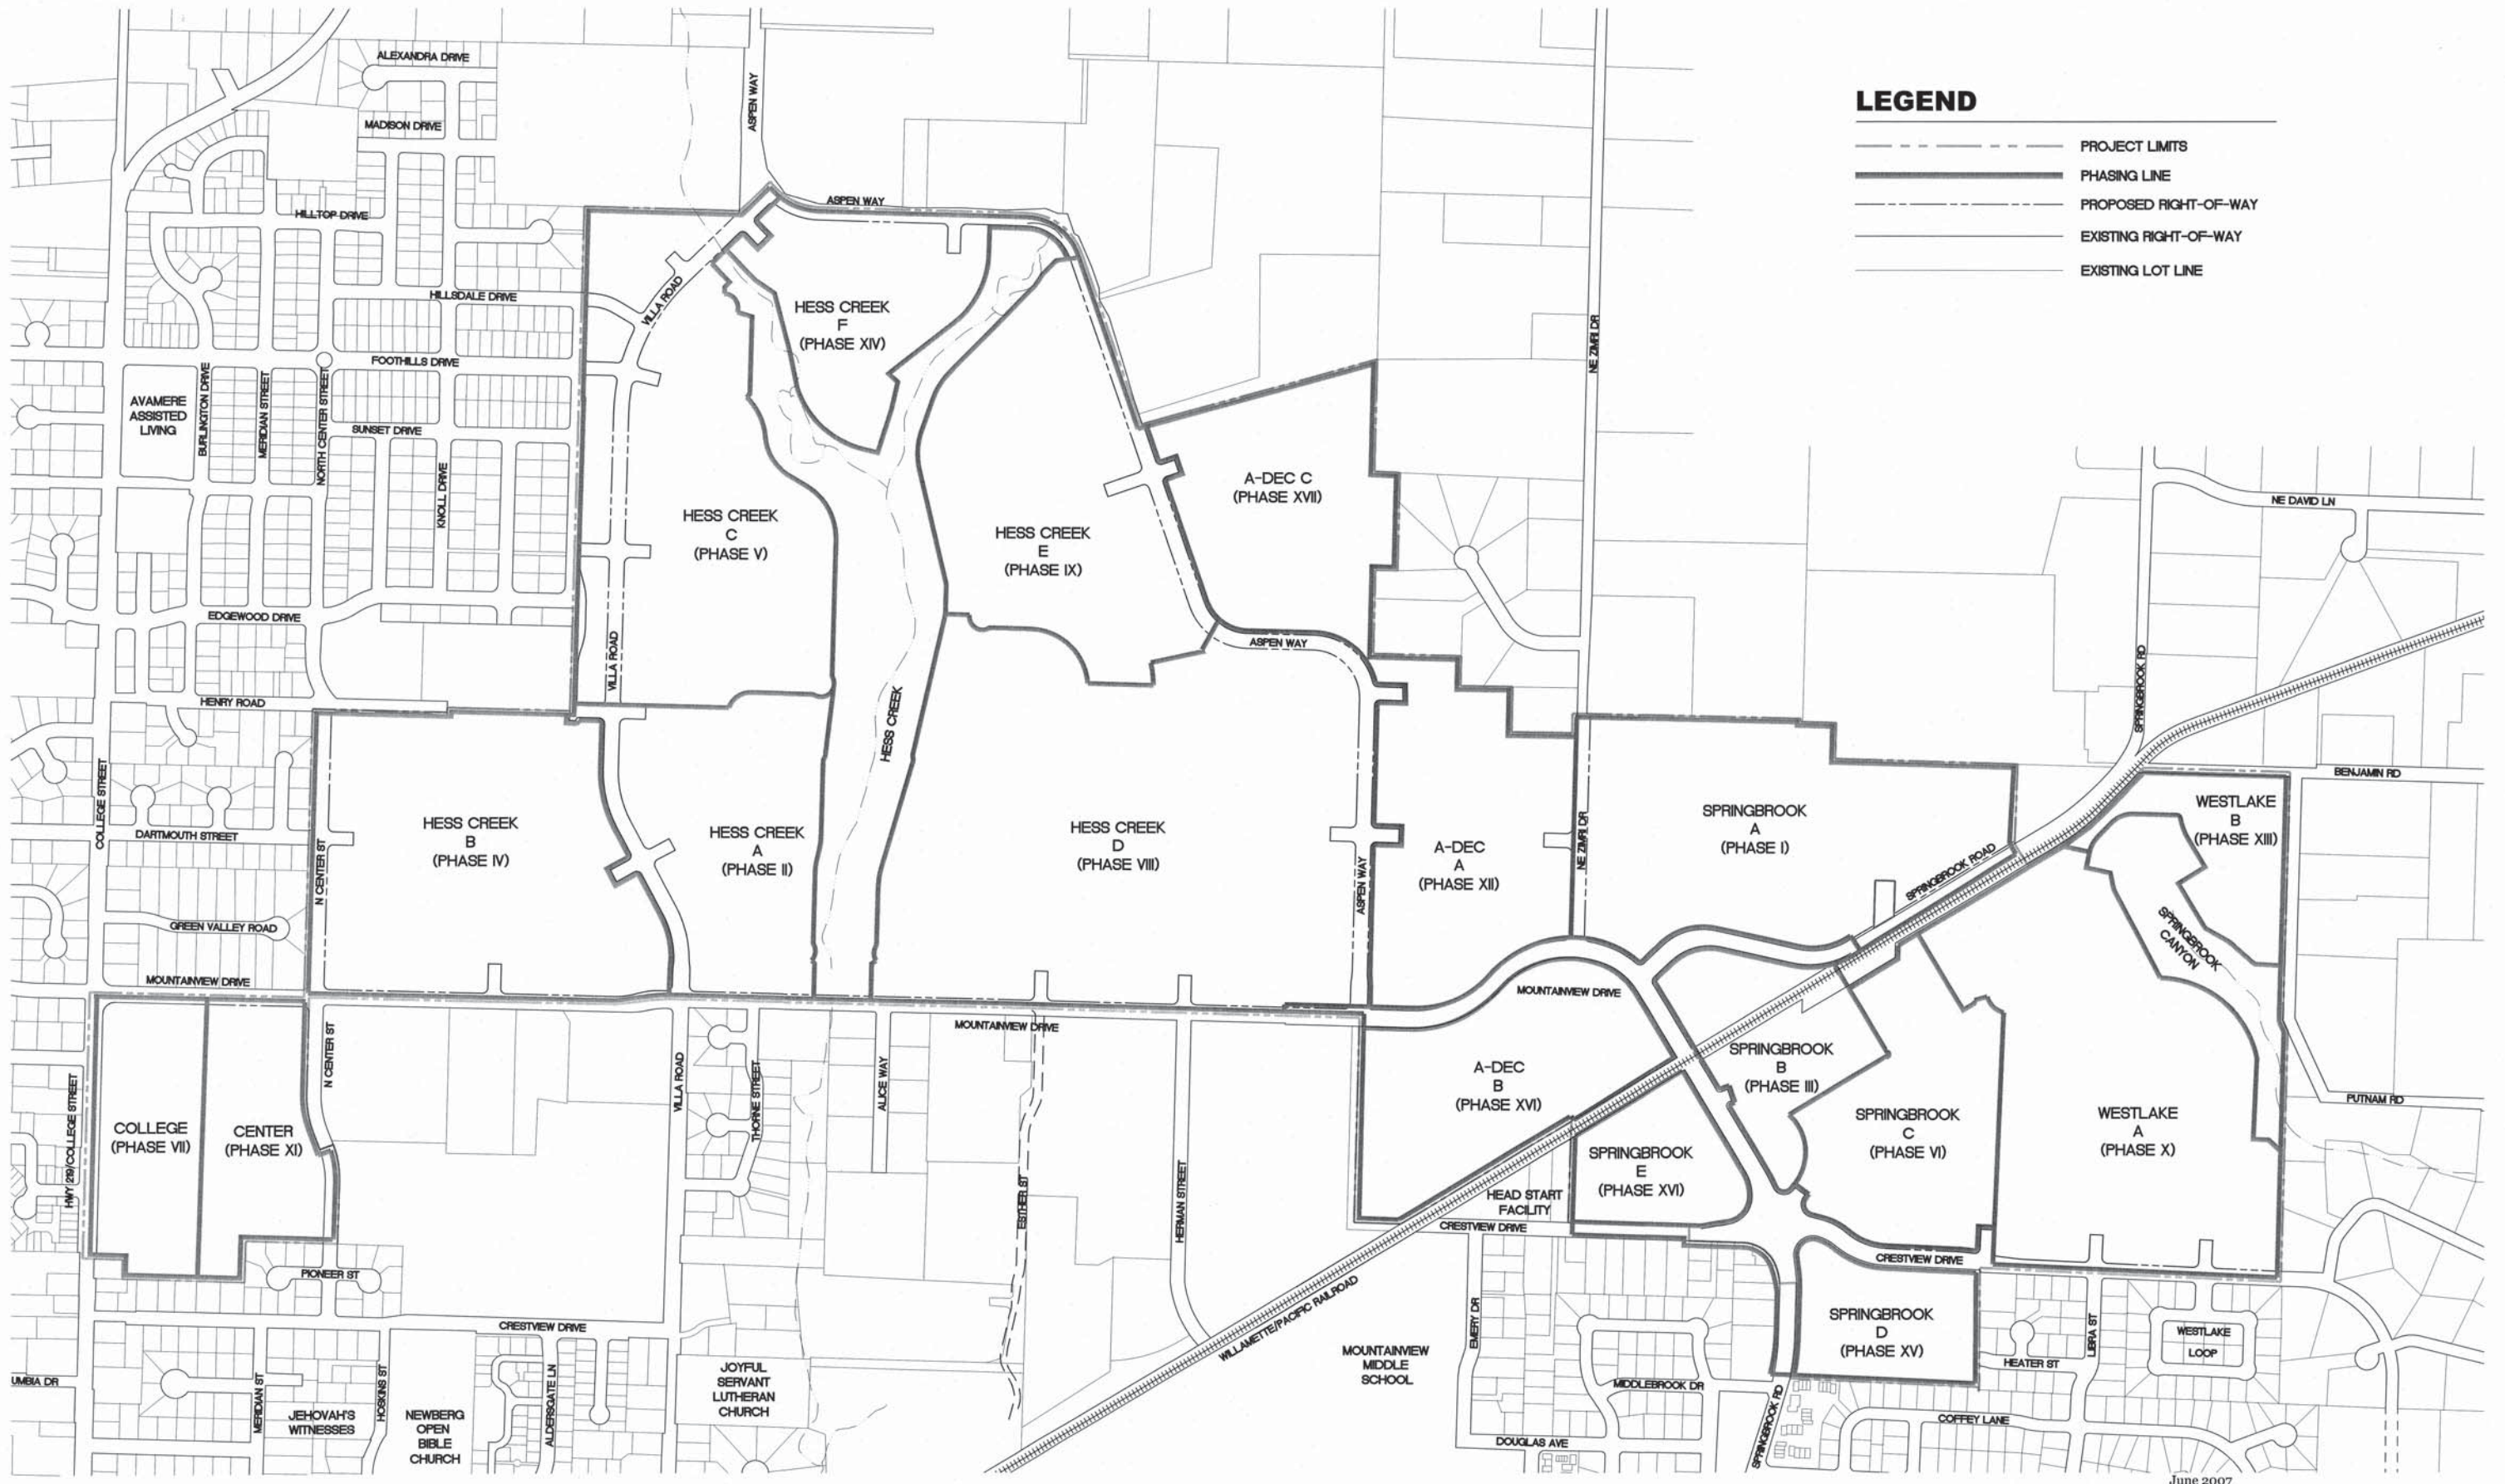 LEGEND
PROJECT LIMITS
PHASING LINE
PROPOSED RIGHT-OF-WAY
EXISTING RIGHT-OF-WAY
EXISTING LOT LINE
ALEXANDRA DRIVE
MADISON DRIVE
HILLTOP DRIVE
HILLSDALE DRIVE
FOOTHILLS DRIVE
SUNSET DRIVE
AVAMERE
ASSISTED
LIVING
BURLINGTON DRIVE
MERIDIAN STREET
NORTH CENTER STREET
KNOLL DRIVE
EDGEWOOD DRIVE
HENRY ROAD
COLLEGE STREET
DARTMOUTH STREET
GREEN VALLEY ROAD
MOUNTAINVIEW DRIVE
N CENTER ST
ASPEN WAY
ASPEN WAY
VILLA ROAD
VILLA ROAD
HESS CREEK
F
(PHASE XIV)
HESS CREEK
C
(PHASE V)
HESS CREEK
E
(PHASE IX)
A-DEC C
(PHASE XVII)
NE ZIMRI DR
ASPEN WAY
HESS CREEK
HESS CREEK
B
(PHASE IV)
HESS CREEK
A
(PHASE II)
HESS CREEK
D
(PHASE VIII)
ASPEN WAY
A-DEC
A
(PHASE XII)
NE ZIMRI DR
SPRINGBROOK
A
(PHASE I)
SPRINGBROOK ROAD
SPRINGBROOK RD
NE DAVID LN
BENJAMIN RD
WESTLAKE
B
(PHASE XIII)
SPRINGBROOK
CANYON
PUTNAM RD
MOUNTAINVIEW DRIVE
MOUNTAINVIEW DRIVE
HWY 219/COLLEGE STREET
COLLEGE
(PHASE VII)
CENTER
(PHASE XI)
N CENTER ST
VILLA ROAD
THORNE STREET
ALICE WAY
ESTHER ST
HERMAN STREET
A-DEC
B
(PHASE XVI)
SPRINGBROOK
B
(PHASE III)
SPRINGBROOK
C
(PHASE VI)
WESTLAKE
A
(PHASE X)
SPRINGBROOK
E
(PHASE XVI)
HEAD START
FACILITY
CRESTVIEW DRIVE
CRESTVIEW DRIVE
WILLAMETTE/PACIFIC RAILROAD
PIONEER ST
CRESTVIEW DRIVE
UMBIA DR
MERIDIAN ST
JEHOVAH'S
WITNESSES
HOSKINS ST
NEWBERG
OPEN
BIBLE
CHURCH
ALDERSGATE LN
JOYFUL
SERVANT
LUTHERAN
CHURCH
MOUNTAINVIEW
MIDDLE
SCHOOL
EMERY DR
MIDDLEBROOK DR
DOUGLAS AVE
SPRINGBROOK RD
SPRINGBROOK
D
(PHASE XV)
HEATER ST
LIBRA ST
WESTLAKE
LOOP
COFFEY LANE
June 2007